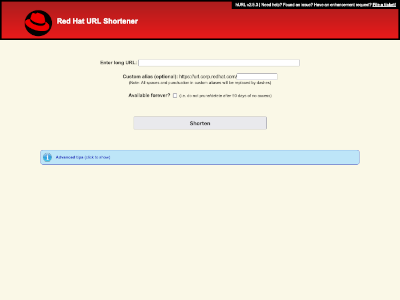 hURL v2.5.3 | Need help? Found an issue? Have an enhancement request? File a ticket!
Red Hat URL Shortener
Enter long URL:
Custom alias (optional): https://url.corp.redhat.com/
(Note: All spaces and punctuation in custom aliases will be replaced by dashes)
Available forever? (i.e. do not pro-
after 90 days of no access)
Shorten
Advanced tips (click to show)